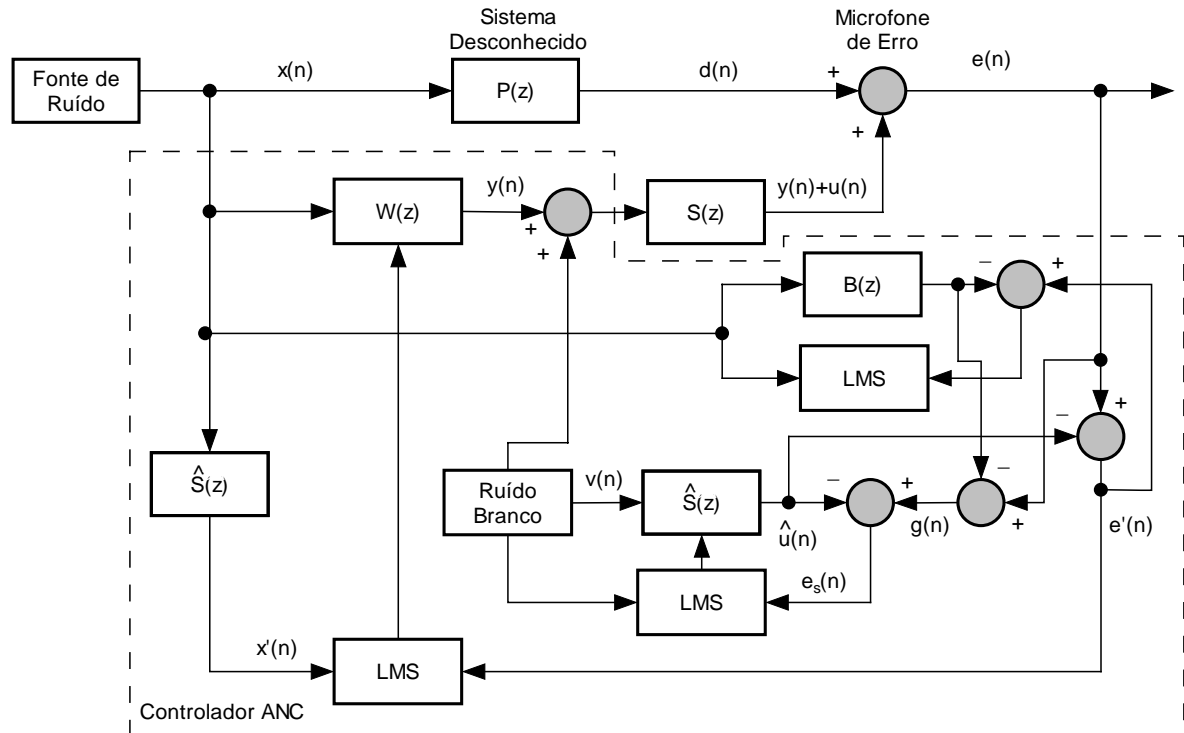 Sistema
Desconhecido
Microfone
de Erro
Fonte de
Ruído
x(n)
P(z)
d(n)
+
+
e(n)
W(z)
y(n)
+
+
S(z)
y(n)+u(n)
B(z)
−
+
LMS
+
−
Ŝ(z)
Ruído
Branco
v(n)
Ŝ(z)
−
+
−
+
û(n)
g(n)
e'(n)
LMS
eₛ(n)
x'(n)
LMS
Controlador ANC